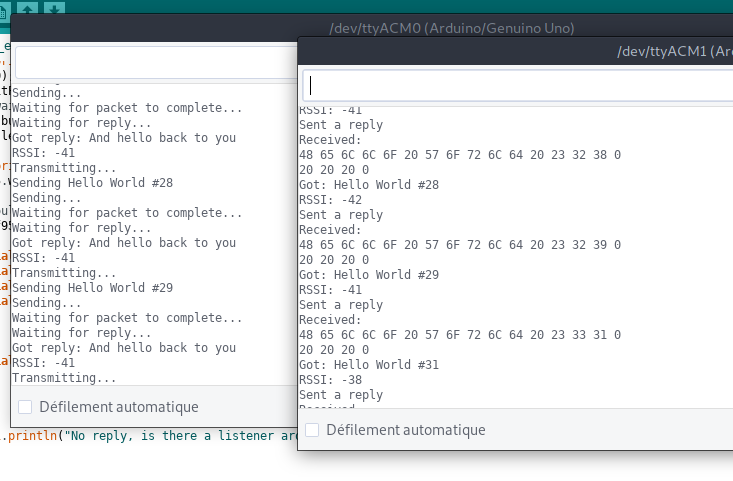 /dev/ttyACM0 (Arduino/Genuino Uno)
Sending...
Waiting for packet to complete...
Waiting for reply...
Got reply: And hello back to you
RSSI: -41
Transmitting...
Sending Hello World #28
Sending...
Waiting for packet to complete...
Waiting for reply...
Got reply: And hello back to you
RSSI: -41
Transmitting...
Sending Hello World #29
Sending...
Waiting for packet to complete...
Waiting for reply...
Got reply: And hello back to you
RSSI: -41
Transmitting...
Défilement automatique
.println("No reply, is there a listener
/dev/ttyACM1 (Ar
RSSI: -41
Sent a reply
Received:
48 65 6C 6C 6F 20 57 6F 72 6C 64 20 23 32 38 0
20 20 20 0
Got: Hello World #28
RSSI: -42
Sent a reply
Received:
48 65 6C 6C 6F 20 57 6F 72 6C 64 20 23 32 39 0
20 20 20 0
Got: Hello World #29
RSSI: -41
Sent a reply
Received:
48 65 6C 6C 6F 20 57 6F 72 6C 64 20 23 33 31 0
20 20 20 0
Got: Hello World #31
RSSI: -38
Sent a reply
Received
Défilement automatique